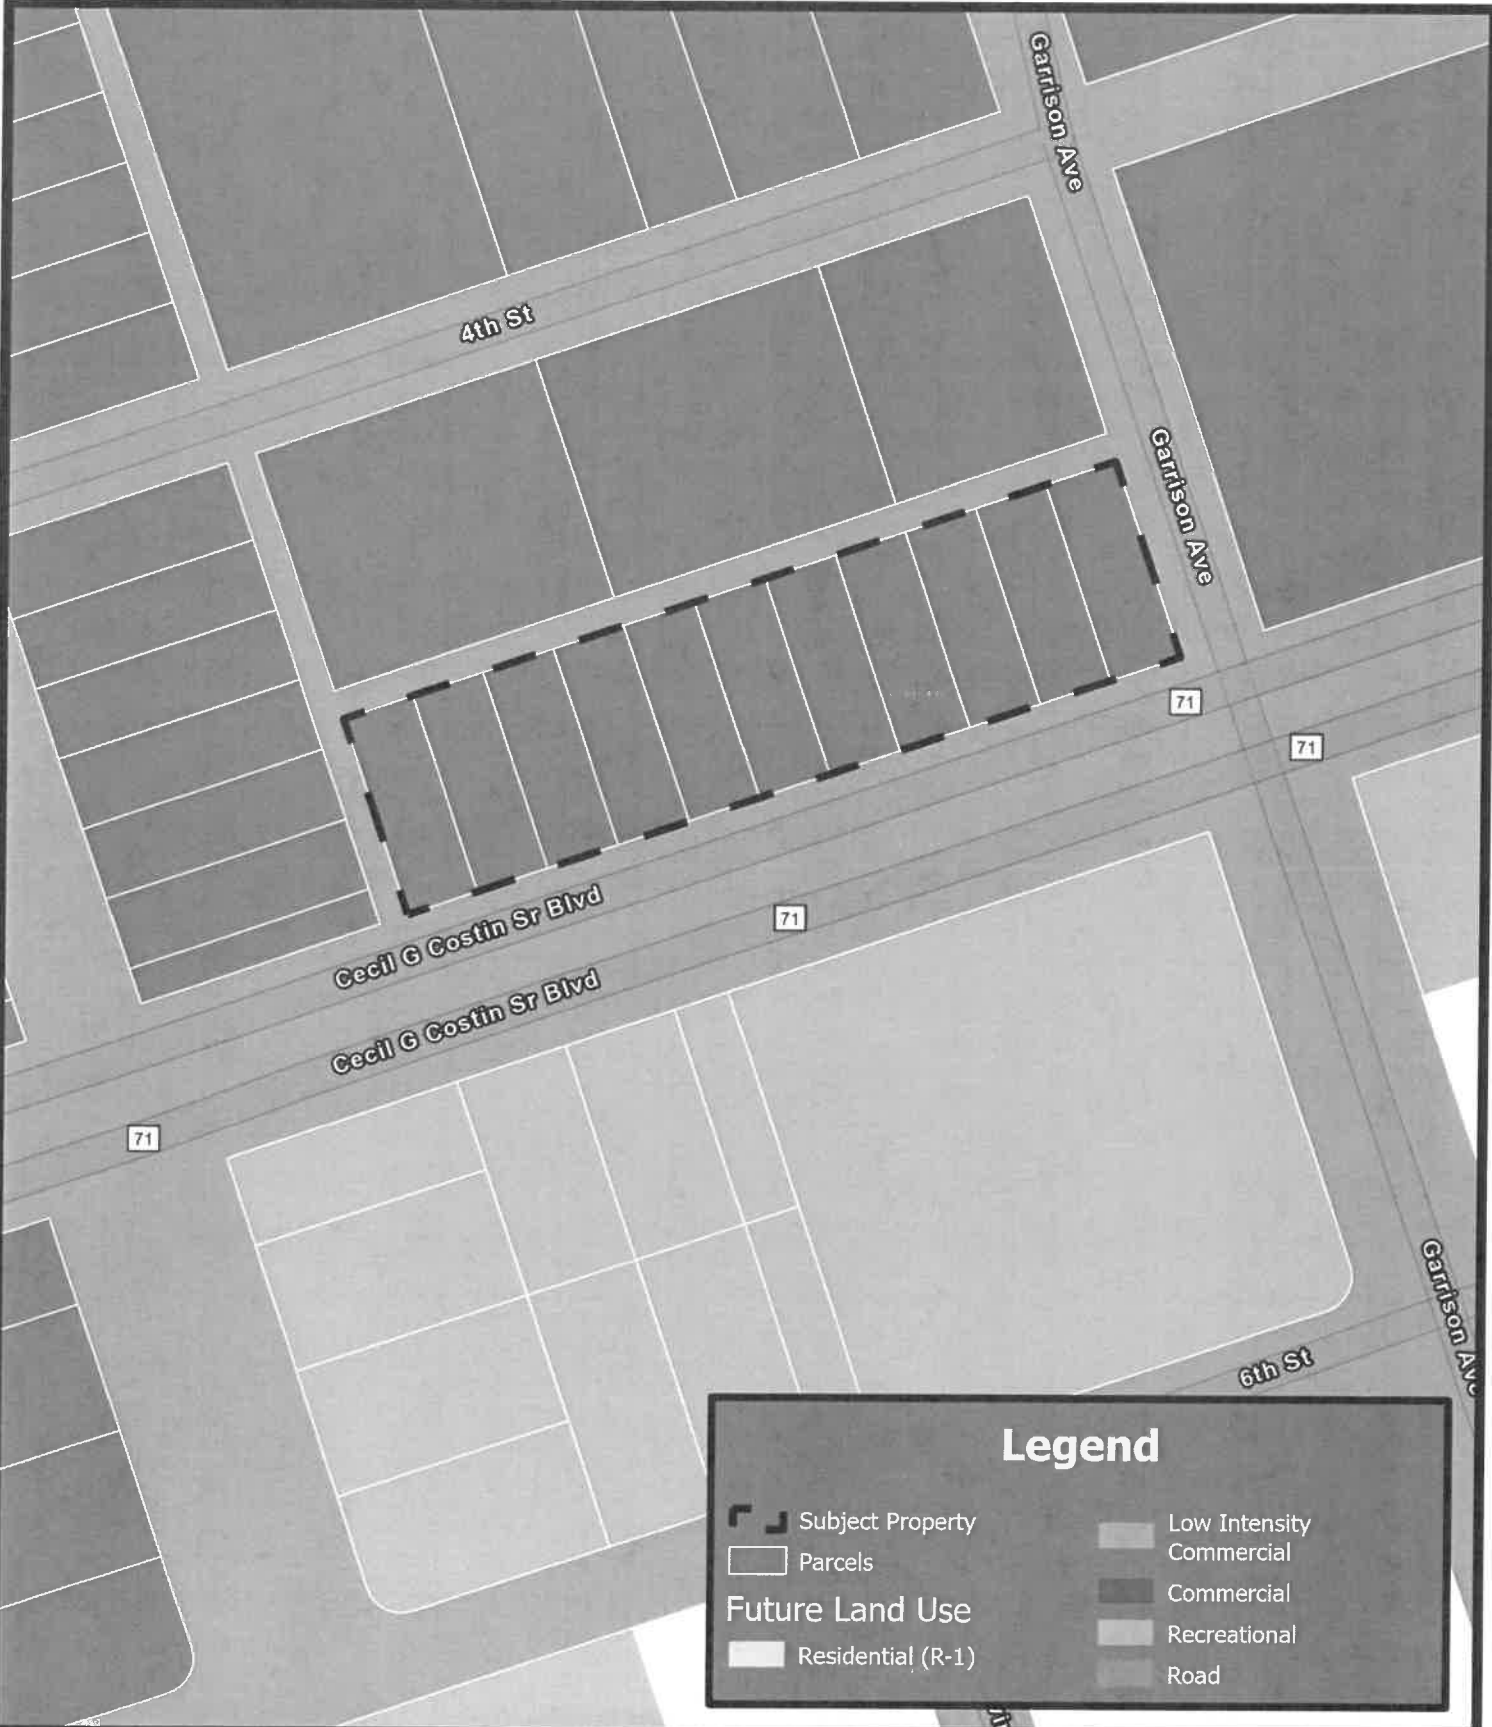 Garrison Ave
4th St
Garrison Ave
71
71
Cecil G Costin Sr Blvd
71
Cecil G Costin Sr Blvd
71
Garrison Ave
6th St
Legend
Subject Property
Parcels
Future Land Use
Residential (R-1)
Low Intensity
Commercial
Commercial
Recreational
Road